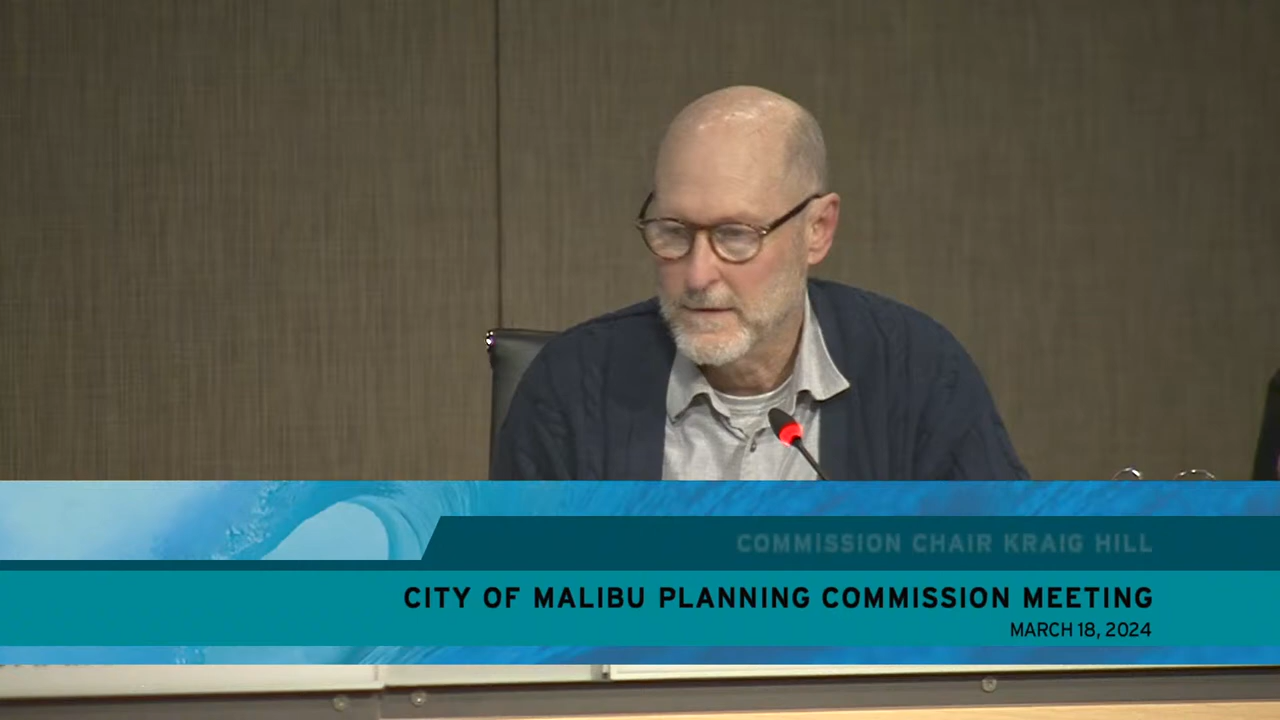 COMMISSION CHAIR KRAIG HILL
CITY OF MALIBU PLANNING COMMISSION MEETING
MARCH 18, 2024